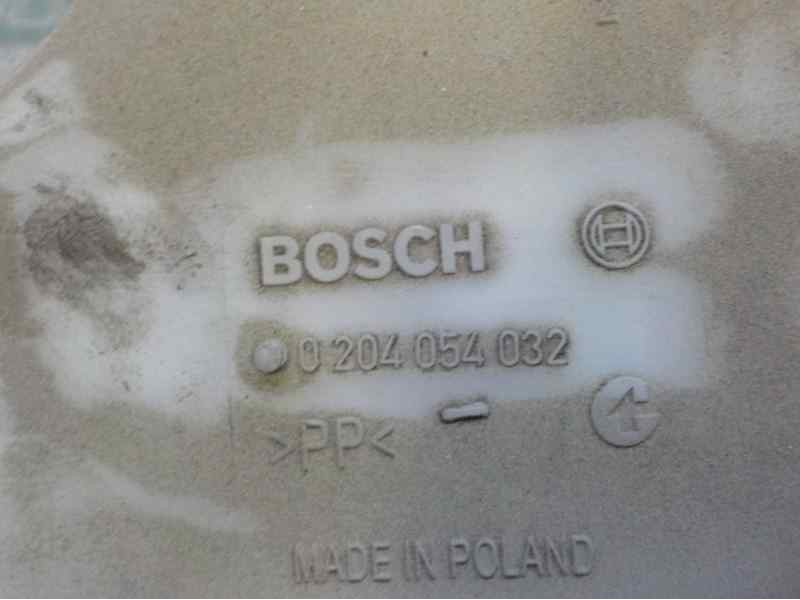 BOSCH
0 204 054 032
>PP<
MADE IN POLAND